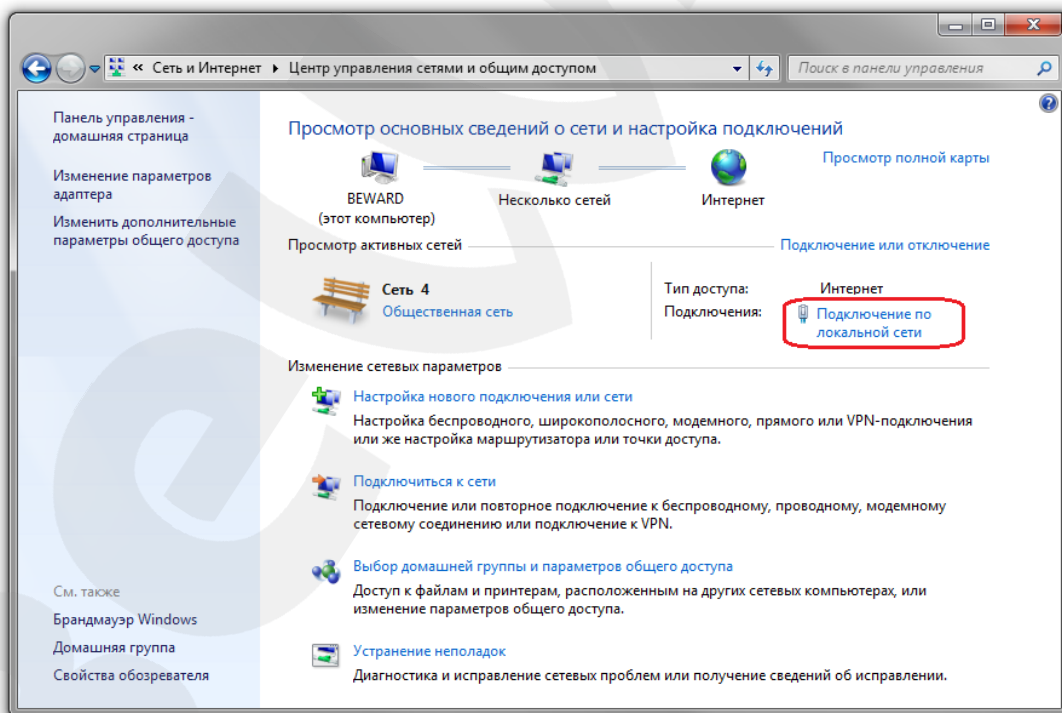 « Сеть и Интернет ▸ Центр управления сетями и общим доступом
Поиск в панели управления
Панель управления -
домашняя страница
Изменение параметров
адаптера
Изменить дополнительные
параметры общего доступа
Просмотр основных сведений о сети и настройка подключений
Просмотр полной карты
BEWARD
(этот компьютер)
Несколько сетей
Интернет
Просмотр активных сетей
Подключение или отключение
Сеть 4
Общественная сеть
Тип доступа: Интернет
Подключения: Подключение по
локальной сети
Изменение сетевых параметров
Настройка нового подключения или сети
Настройка беспроводного, широкополосного, модемного, прямого или VPN-подключения
или же настройка маршрутизатора или точки доступа.
Подключиться к сети
Подключение или повторное подключение к беспроводному, проводному, модемному
сетевому соединению или подключение к VPN.
Выбор домашней группы и параметров общего доступа
Доступ к файлам и принтерам, расположенным на других сетевых компьютерах, или
изменение параметров общего доступа.
Устранение неполадок
Диагностика и исправление сетевых проблем или получение сведений об исправлении.
См. также
Брандмауэр Windows
Домашняя группа
Свойства обозревателя